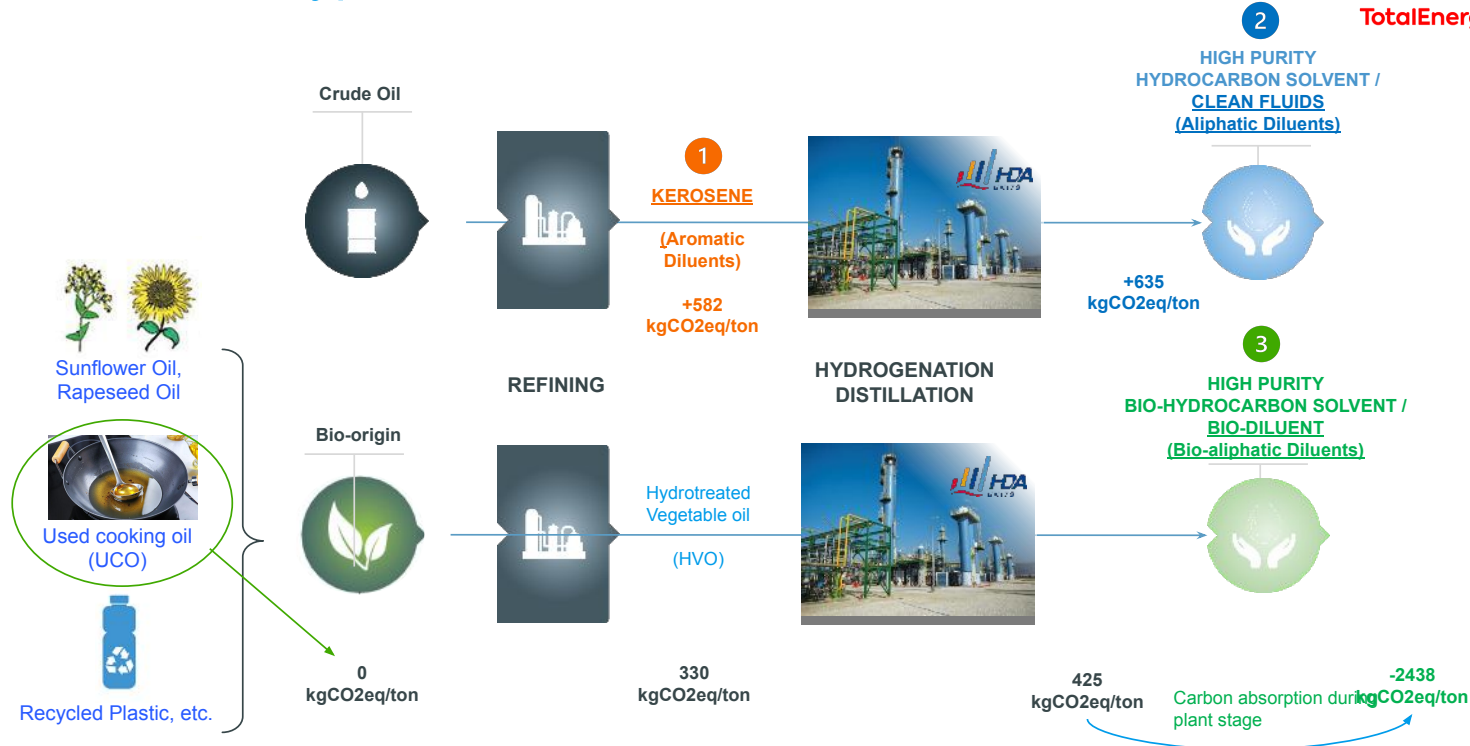 TotalEnerg
2
HIGH PURITY
HYDROCARBON SOLVENT /
CLEAN FLUIDS
(Aliphatic Diluents)
Crude Oil
1
KEROSENE
(Aromatic
Diluents)
+582
kgCO2eq/ton
HDA
+635
kgCO2eq/ton
Sunflower Oil,
Rapeseed Oil
REFINING
HYDROGENATION
DISTILLATION
3
HIGH PURITY
BIO-HYDROCARBON SOLVENT /
BIO-DILUENT
(Bio-aliphatic Diluents)
Bio-origin
Used cooking oil
(UCO)
Hydrotreated
Vegetable oil
(HVO)
HDA
Recycled Plastic, etc.
0
kgCO2eq/ton
330
kgCO2eq/ton
425
kgCO2eq/ton
Carbon absorption during
plant stage
-2438
kgCO2eq/ton